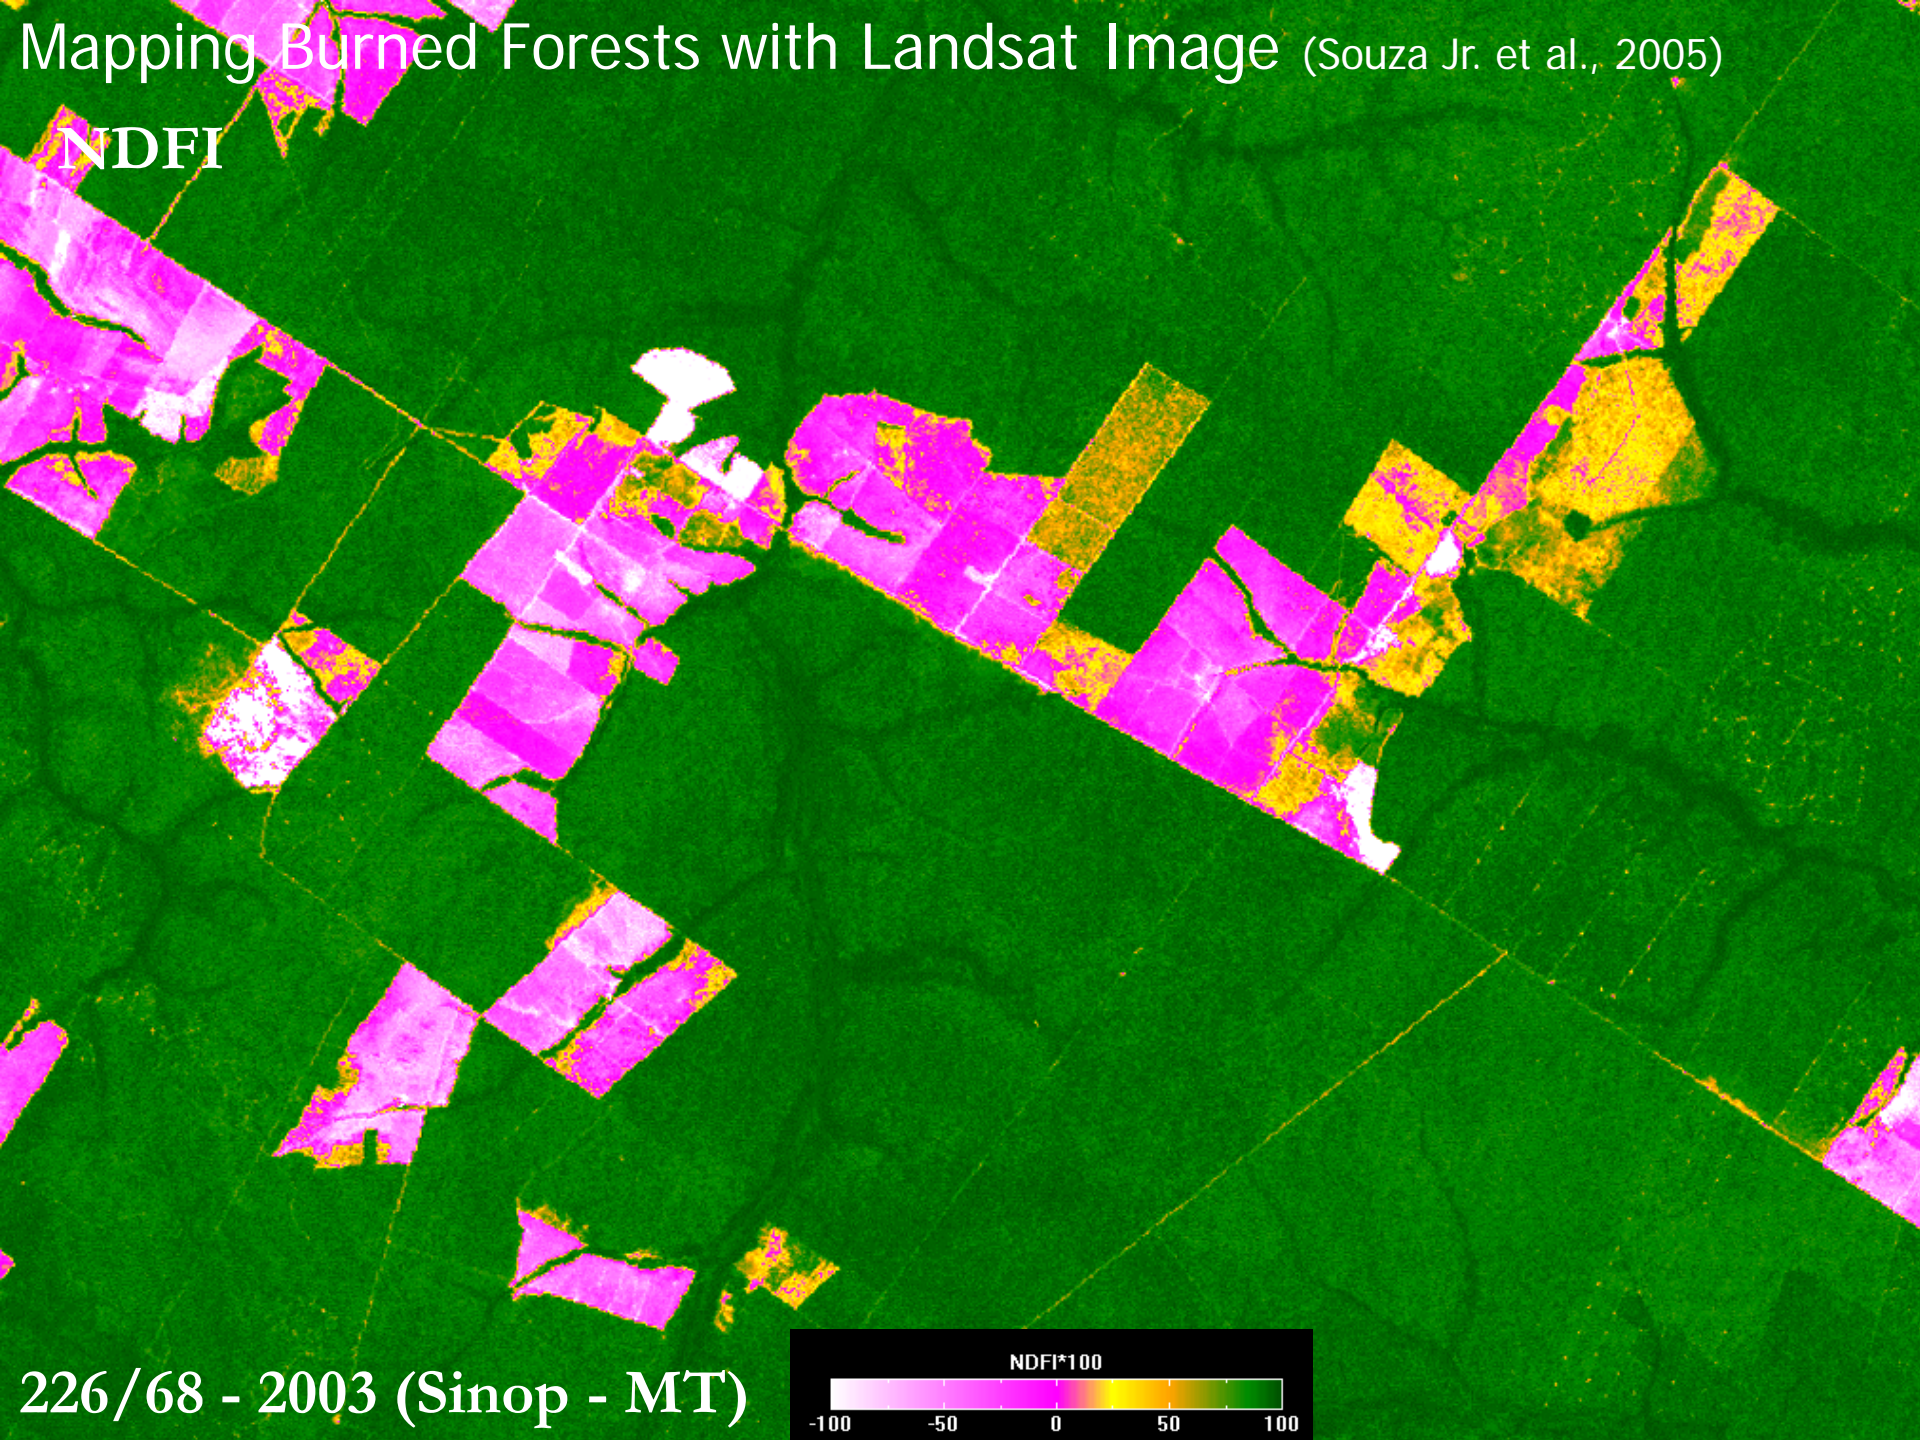 Mapping Burned Forests with Landsat Image (Souza Jr. et al., 2005)
NDFI
226/68 - 2003 (Sinop - MT)
NDFI*100
-100 -50 0 50 100